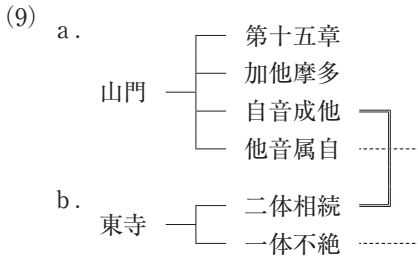 (9)
a. 第十五章
加他摩多
山門
自音成他
他音属自
b. 二体相続
東寺
一体不絶